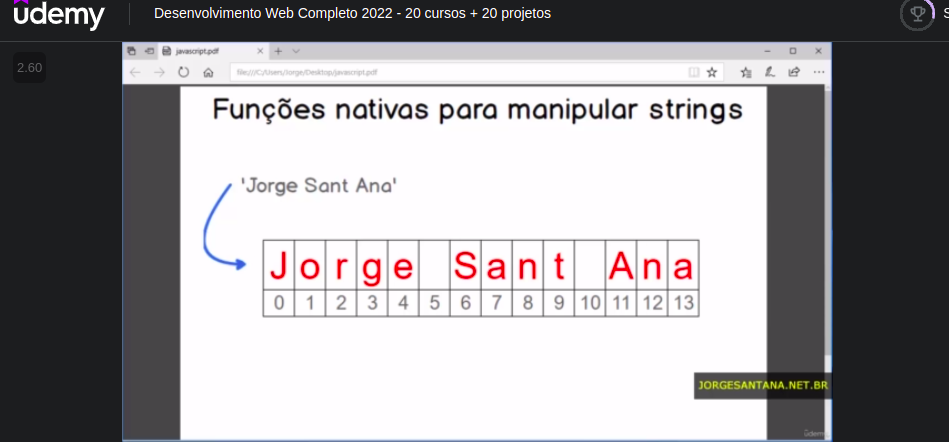 udemy
Desenvolvimento Web Completo 2022 - 20 cursos + 20 projetos
S
2.60
javascript.pdf
file:///C:/Users/Jorge/Desktop/javascript.pdf
Funções nativas para manipular strings
'Jorge Sant Ana'
J o r g e S a n t A n a
0 1 2 3 4 5 6 7 8 9 10 11 12 13
JORGESANTANA.NET.BR
udemy